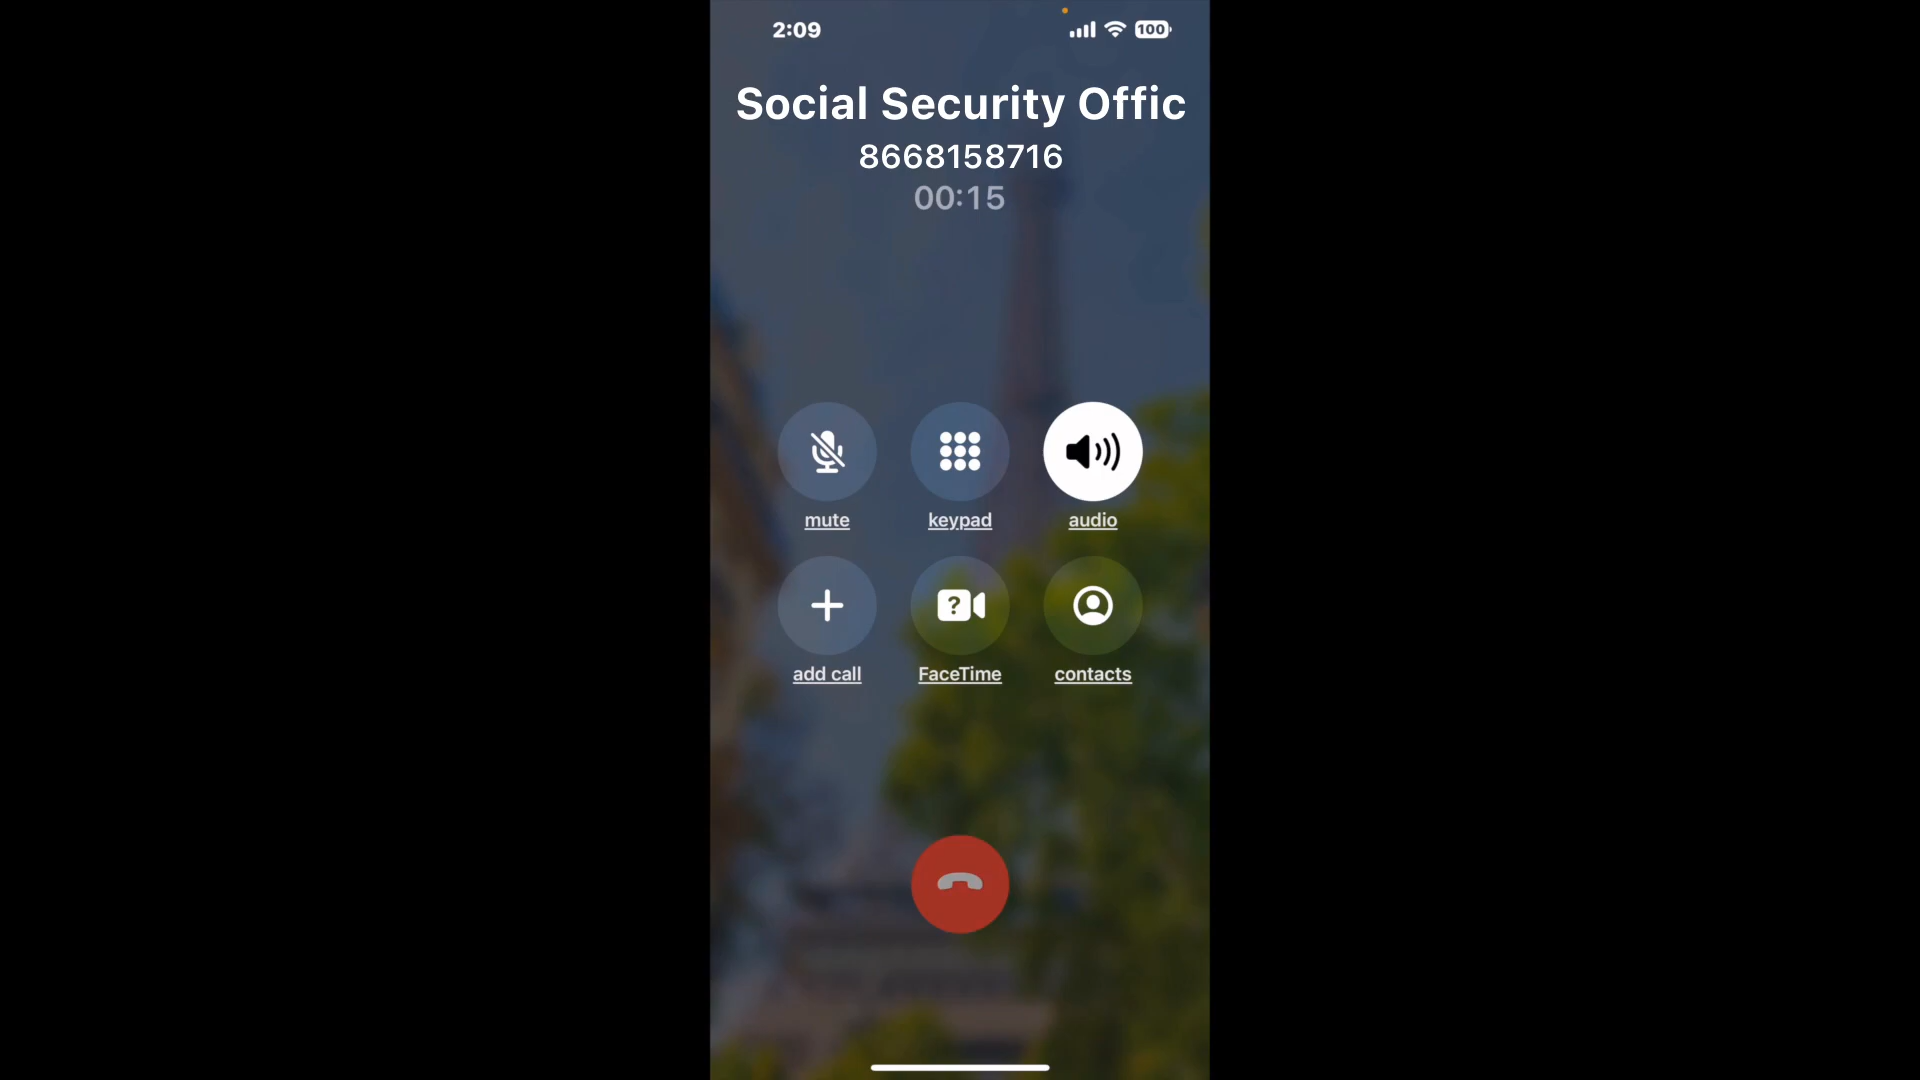 2:09
100
Social Security Offic
8668158716
00:15
mute
keypad
audio
?
add call
FaceTime
contacts